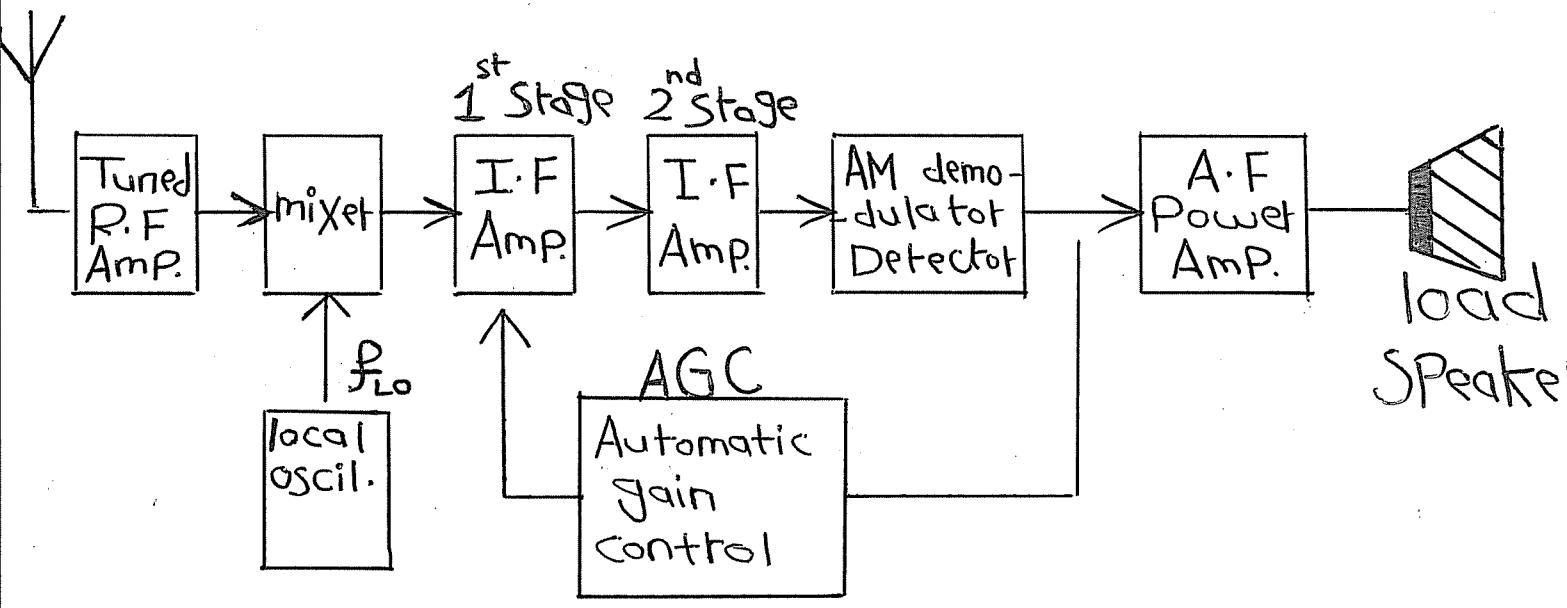 1st Stage
2nd Stage
Tuned
R.F
Amp.
mixer
I.F
Amp.
I.F
Amp.
AM demo-
-dulator
Detector
A.F
Power
Amp.
load
Speake
fLO
local
oscil.
AGC
Automatic
gain
control